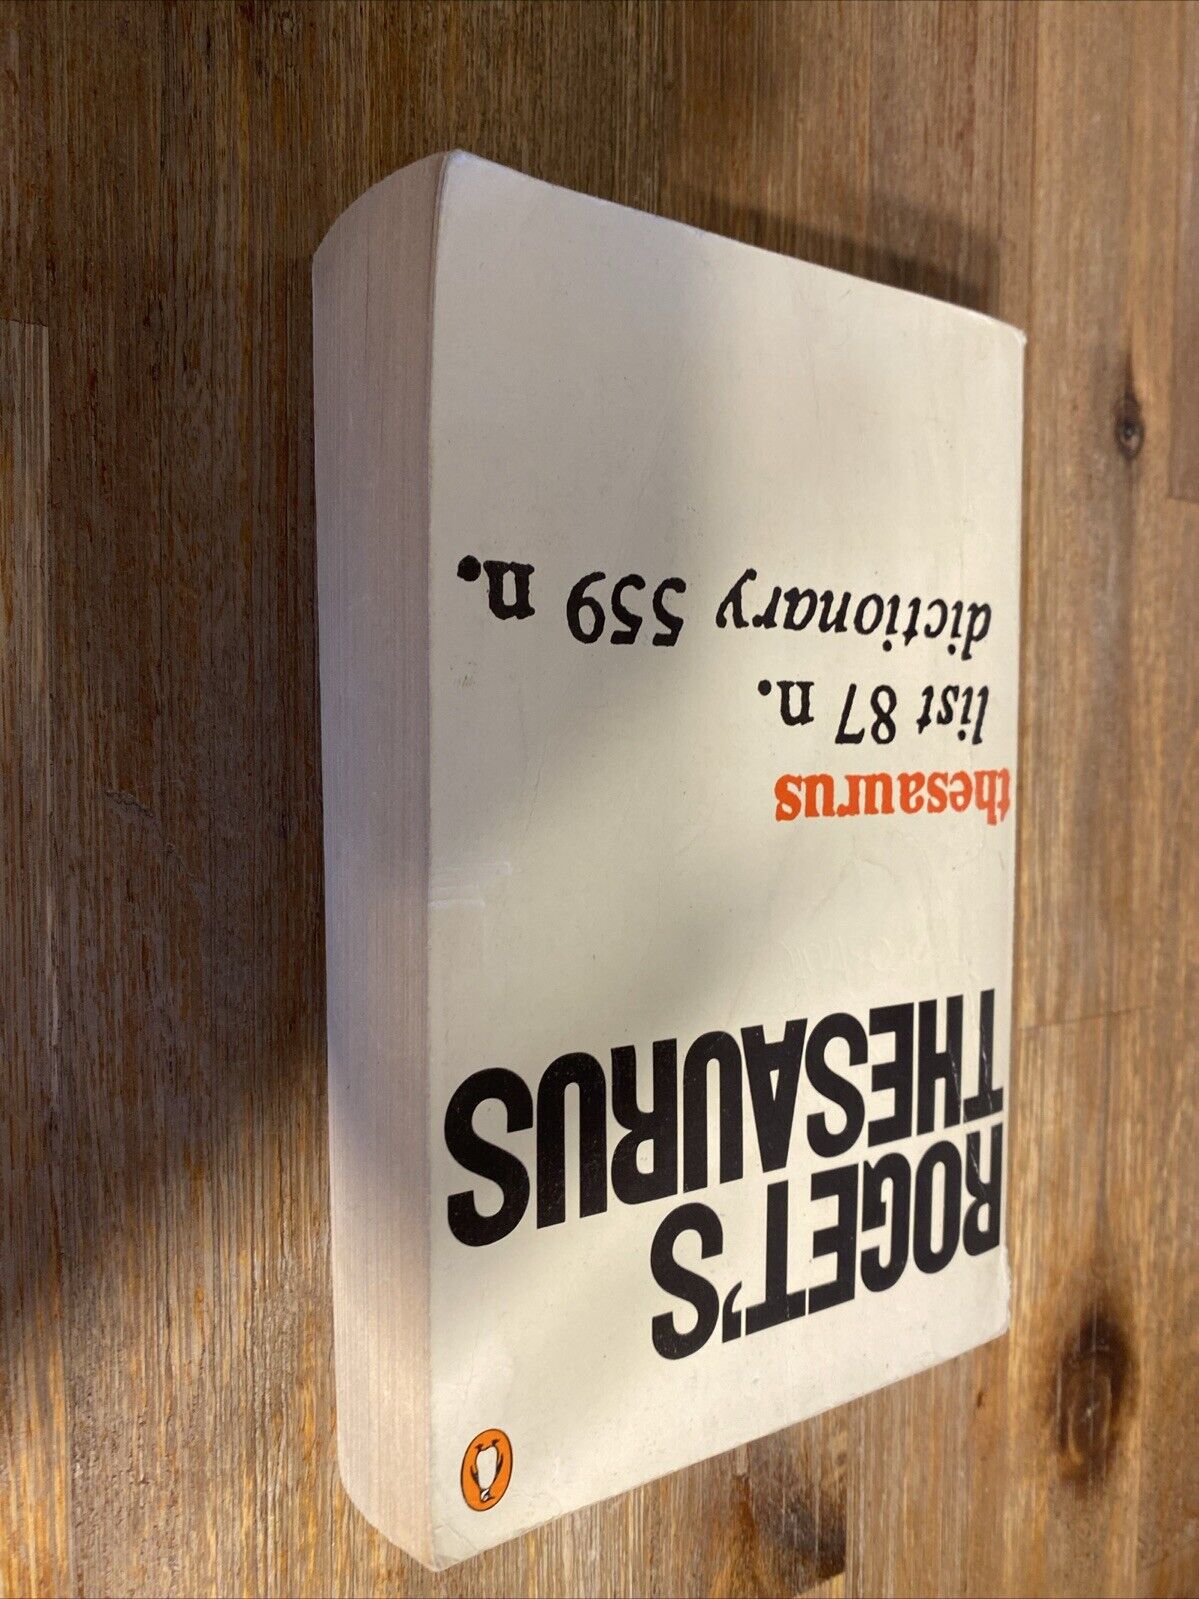 ROGET'S
THESAURUS
thesaurus
list 87 n.
dictionary 559 n.